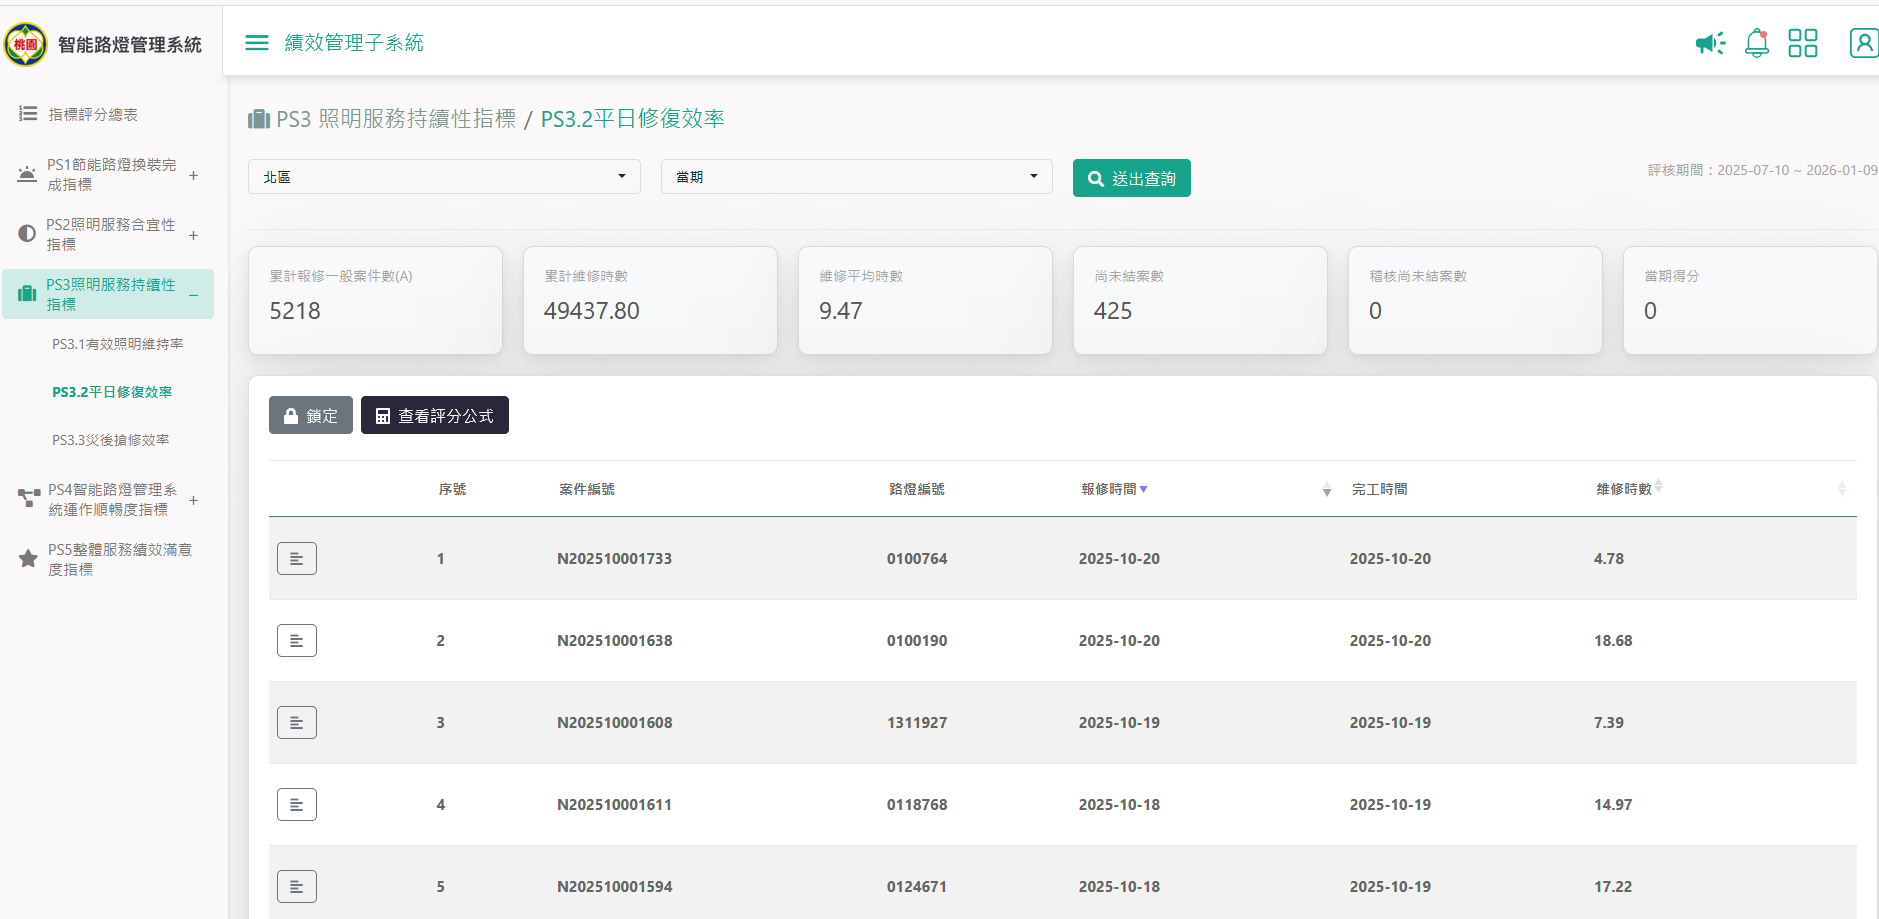 桃園
智能路燈管理系統
績效管理子系統
指標評分總表
PS1節能路燈換裝完
成指標
+
PS2照明服務合宜性
指標
+
PS3照明服務持續性
指標
–
PS3.1有效照明維持率
PS3.2平日修復效率
PS3.3災後搶修效率
PS4智能路燈管理系
統運作順暢度指標
+
PS5整體服務績效滿意
度指標
PS3 照明服務持續性指標 / PS3.2平日修復效率
北區
當期
送出查詢
評核期間：2025-07-10 ~ 2026-01-09
累計報修一般案件數(A)
5218
累計維修時數
49437.80
維修平均時數
9.47
尚未結案數
425
稽核尚未結案數
0
當期得分
0
鎖定
查看評分公式
序號 案件編號 路燈編號 報修時間 完工時間 維修時數
1 N202510001733 0100764 2025-10-20 2025-10-20 4.78
2 N202510001638 0100190 2025-10-20 2025-10-20 18.68
3 N202510001608 1311927 2025-10-19 2025-10-19 7.39
4 N202510001611 0118768 2025-10-18 2025-10-19 14.97
5 N202510001594 0124671 2025-10-18 2025-10-19 17.22